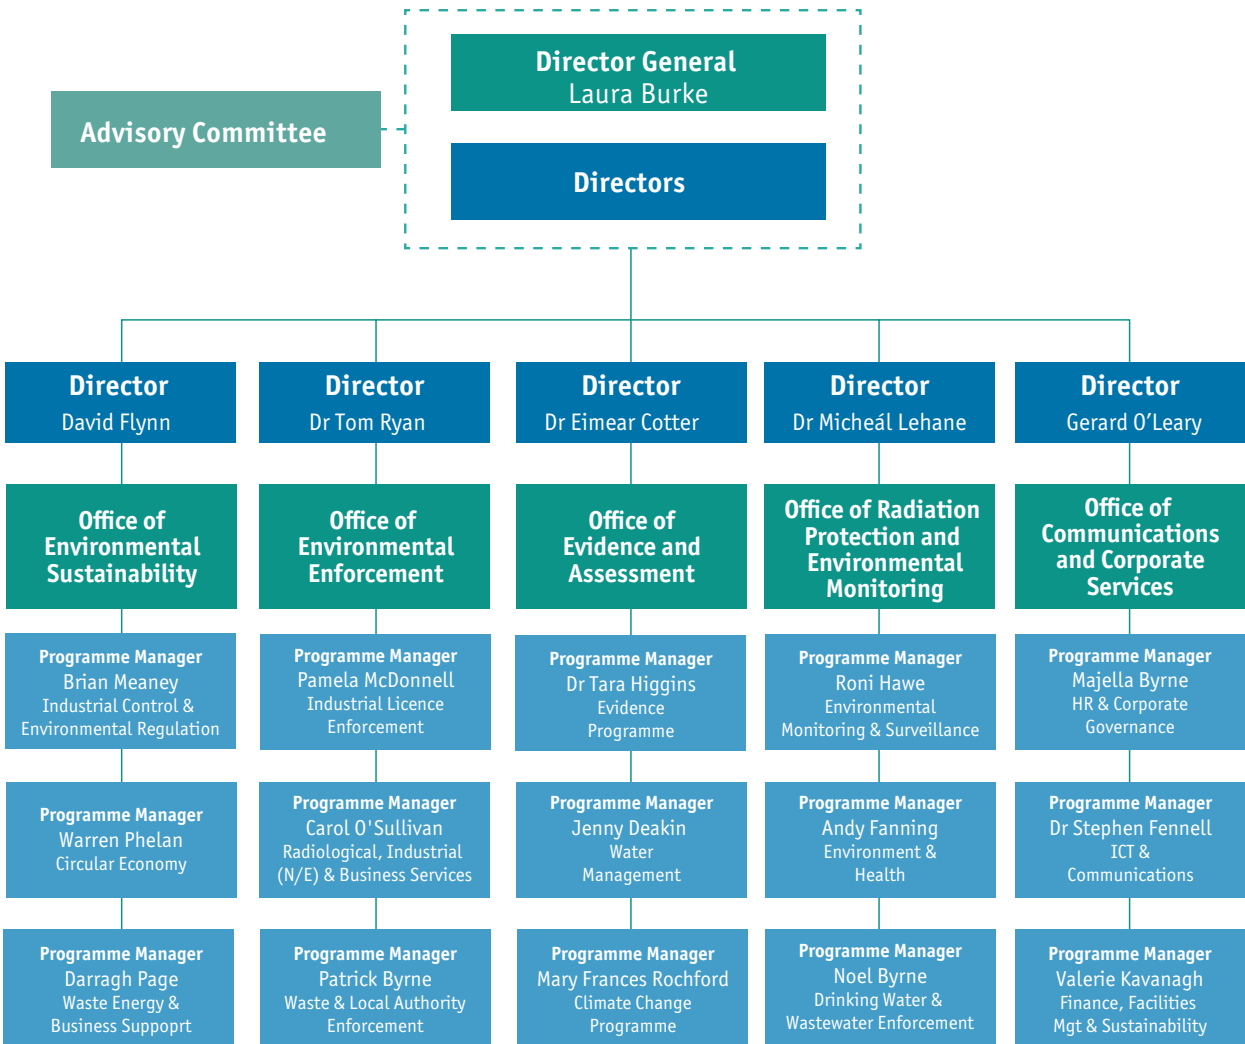 Director General
Laura Burke
Advisory Committee
Directors
Director
David Flynn
Director
Dr Tom Ryan
Director
Dr Eimear Cotter
Director
Dr Micheál Lehane
Director
Gerard O’Leary
Office of
Environmental
Sustainability
Office of
Environmental
Enforcement
Office of
Evidence and
Assessment
Office of Radiation
Protection and
Environmental
Monitoring
Office of
Communications
and Corporate
Services
Programme Manager
Brian Meaney
Industrial Control &
Environmental Regulation
Programme Manager
Pamela McDonnell
Industrial Licence
Enforcement
Programme Manager
Dr Tara Higgins
Evidence
Programme
Programme Manager
Roni Hawe
Environmental
Monitoring & Surveillance
Programme Manager
Majella Byrne
HR & Corporate
Governance
Programme Manager
Warren Phelan
Circular Economy
Programme Manager
Carol O'Sullivan
Radiological, Industrial
(N/E) & Business Services
Programme Manager
Jenny Deakin
Water
Management
Programme Manager
Andy Fanning
Environment &
Health
Programme Manager
Dr Stephen Fennell
ICT &
Communications
Programme Manager
Darragh Page
Waste Energy &
Business Suppoprt
Programme Manager
Patrick Byrne
Waste & Local Authority
Enforcement
Programme Manager
Mary Frances Rochford
Climate Change
Programme
Programme Manager
Noel Byrne
Drinking Water &
Wastewater Enforcement
Programme Manager
Valerie Kavanagh
Finance, Facilities
Mgt & Sustainability